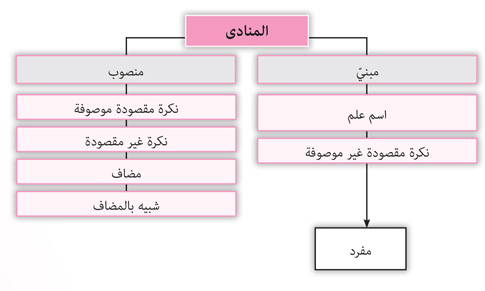 المنادى
مبنيّ
اسم علم
نكرة مقصودة غير موصوفة
مفرد
منصوب
نكرة مقصودة موصوفة
نكرة غير مقصودة
مضاف
شبيه بالمضاف